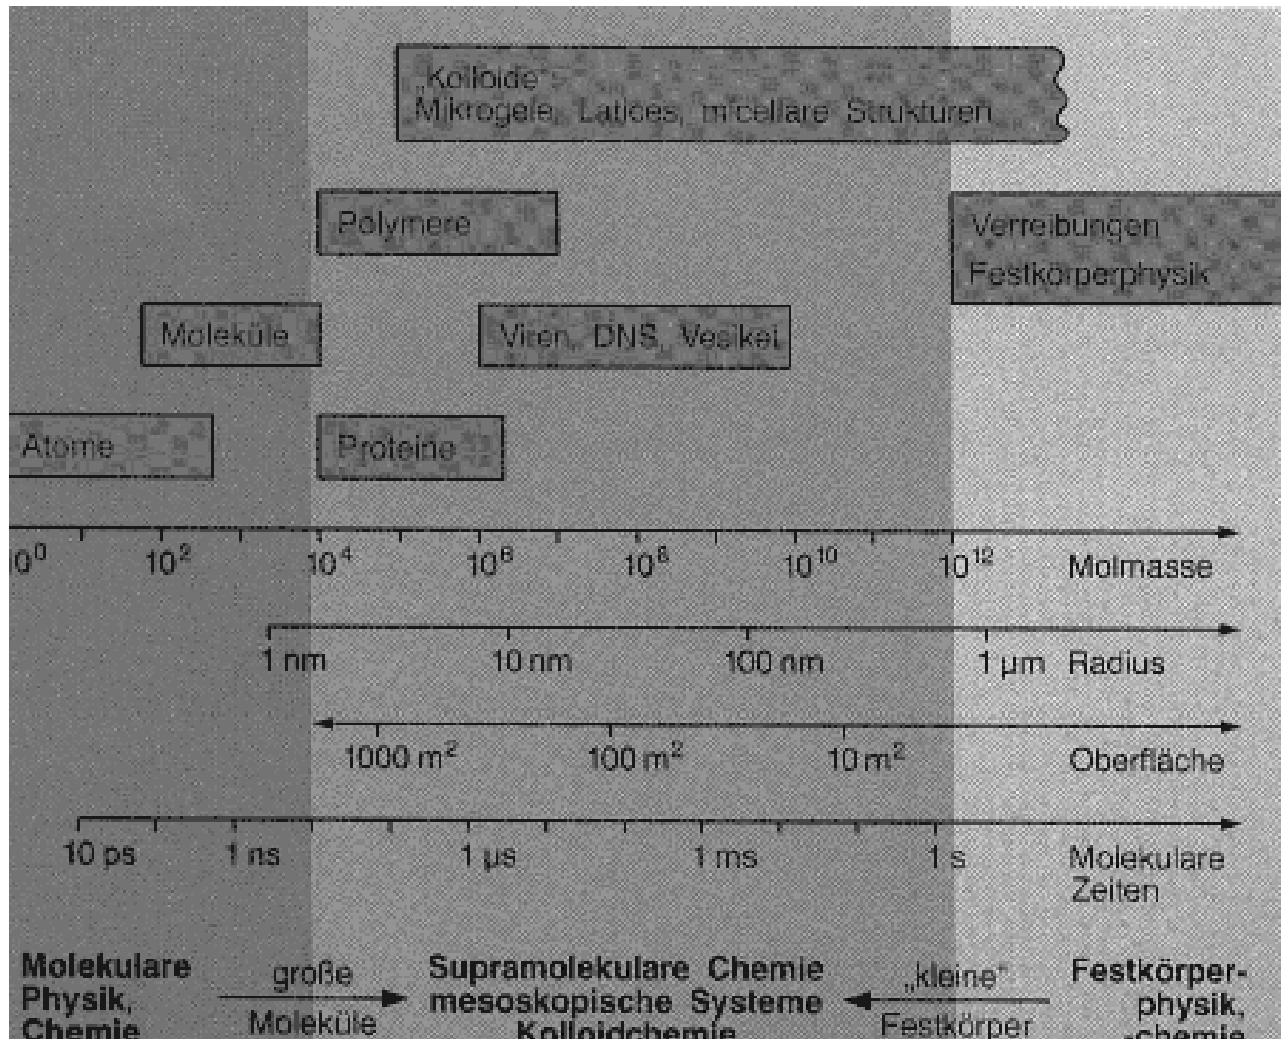 „Kolloide“
Mikrogele, Latices, micellare Strukturen
Polymere
Verreibungen
Festkörperphysik
Moleküle
Viren, DNS, Vesikel
Atome
Proteine
10⁰ 10² 10⁴ 10⁶ 10⁸ 10¹⁰ 10¹² Molmasse
1 nm 10 nm 100 nm 1 µm Radius
1000 m² 100 m² 10 m² Oberfläche
10 ps 1 ns 1 µs 1 ms 1 s Molekulare
Zeiten
Molekulare
Physik,
Chemie
große
Moleküle
Supramolekulare Chemie
mesoskopische Systeme
Kolloidchemie
„kleine“
Festkörper
Festkörper-
physik,
-chemie